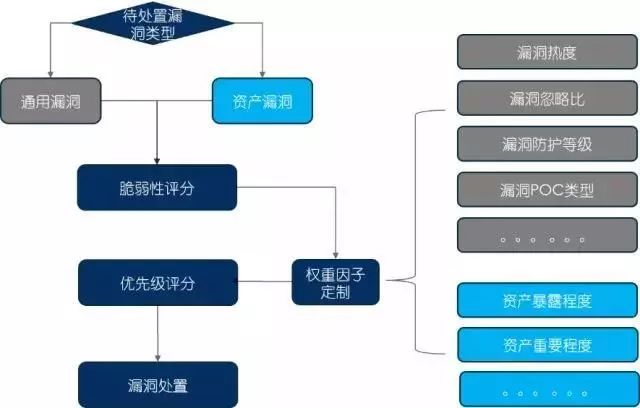 待处置漏
洞类型
通用漏洞
资产漏洞
脆弱性评分
优先级评分
权重因子
定制
漏洞处置
漏洞热度
漏洞忽略比
漏洞防护等级
漏洞POC类型
。。。。。。
资产暴露程度
资产重要程度
。。。。。。